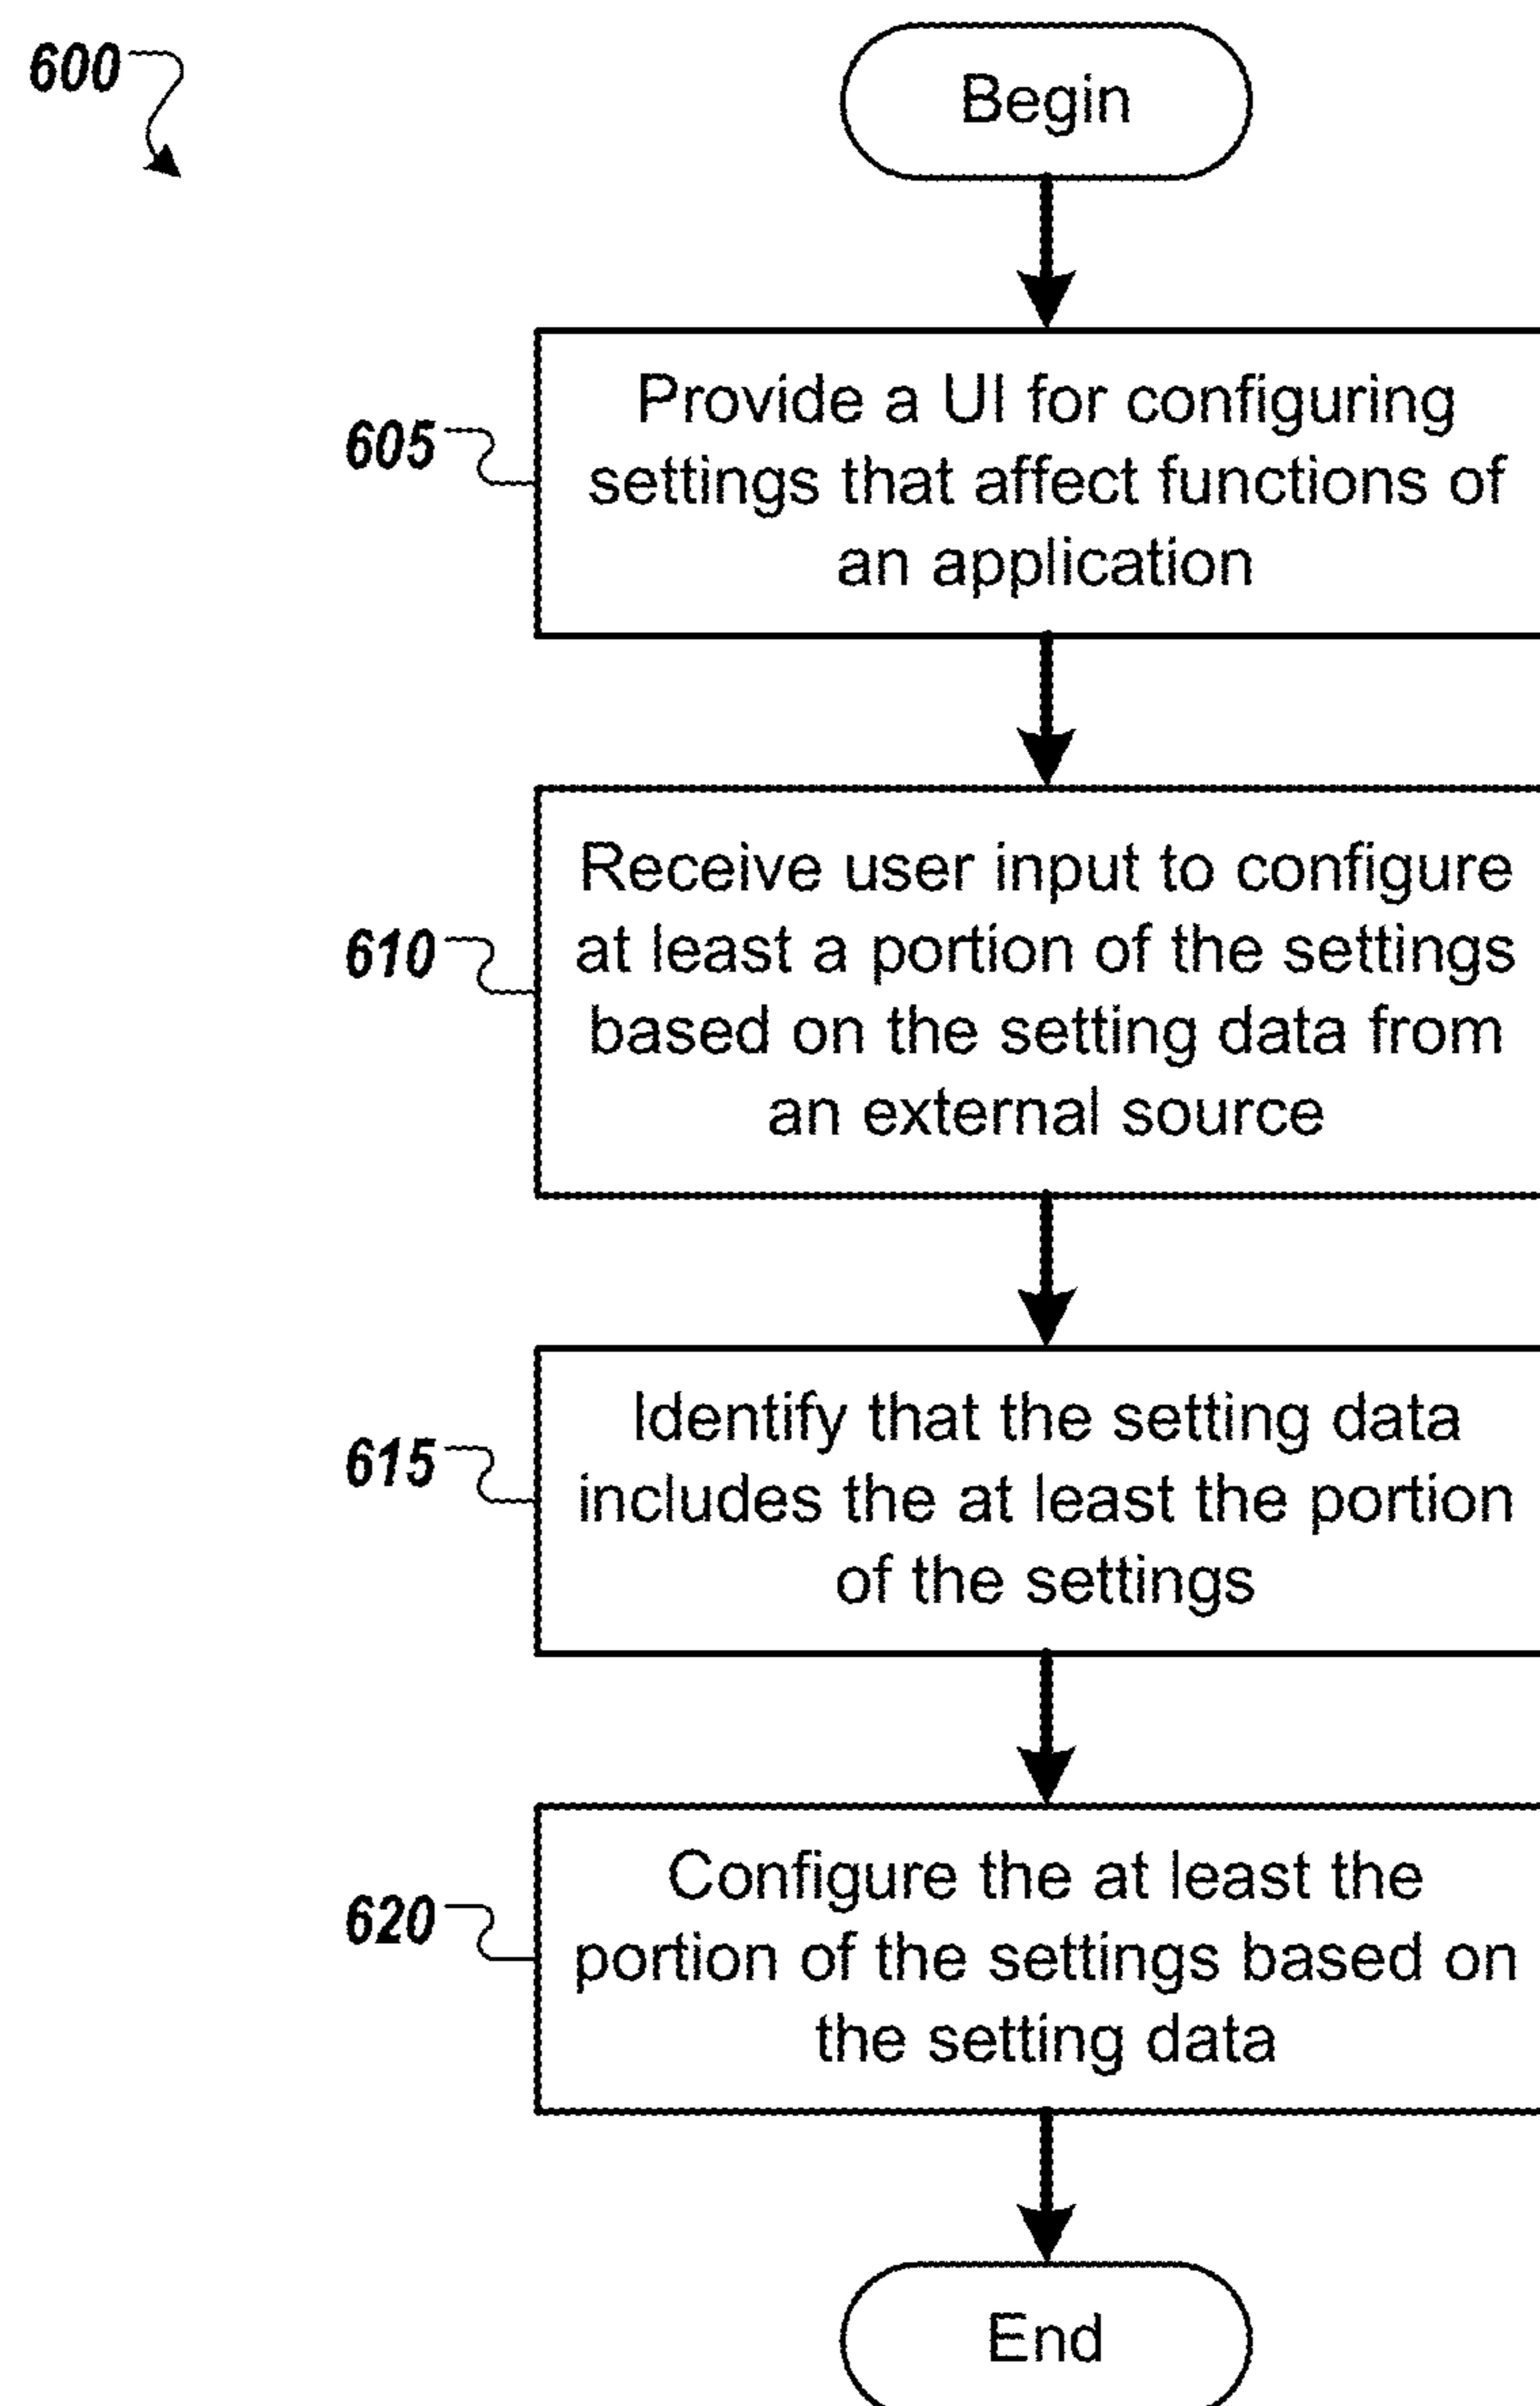 600
Begin
605
Provide a UI for configuring
settings that affect functions of
an application
610
Receive user input to configure
at least a portion of the settings
based on the setting data from
an external source
615
Identify that the setting data
includes the at least the portion
of the settings
620
Configure the at least the
portion of the settings based on
the setting data
End